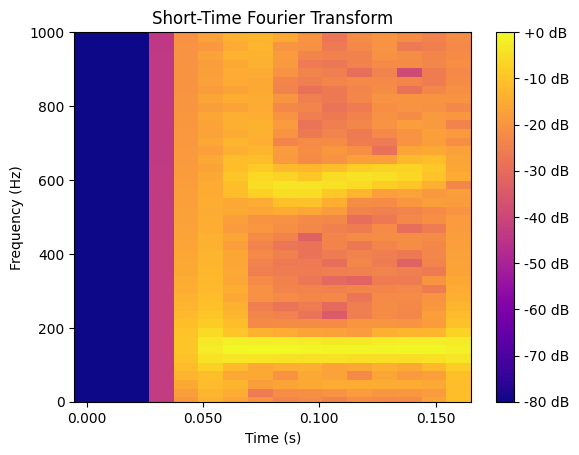 Short-Time Fourier Transform
1000
800
600
400
200
0
Frequency (Hz)
0.000
0.050
0.100
0.150
Time (s)
+0 dB
-10 dB
-20 dB
-30 dB
-40 dB
-50 dB
-60 dB
-70 dB
-80 dB